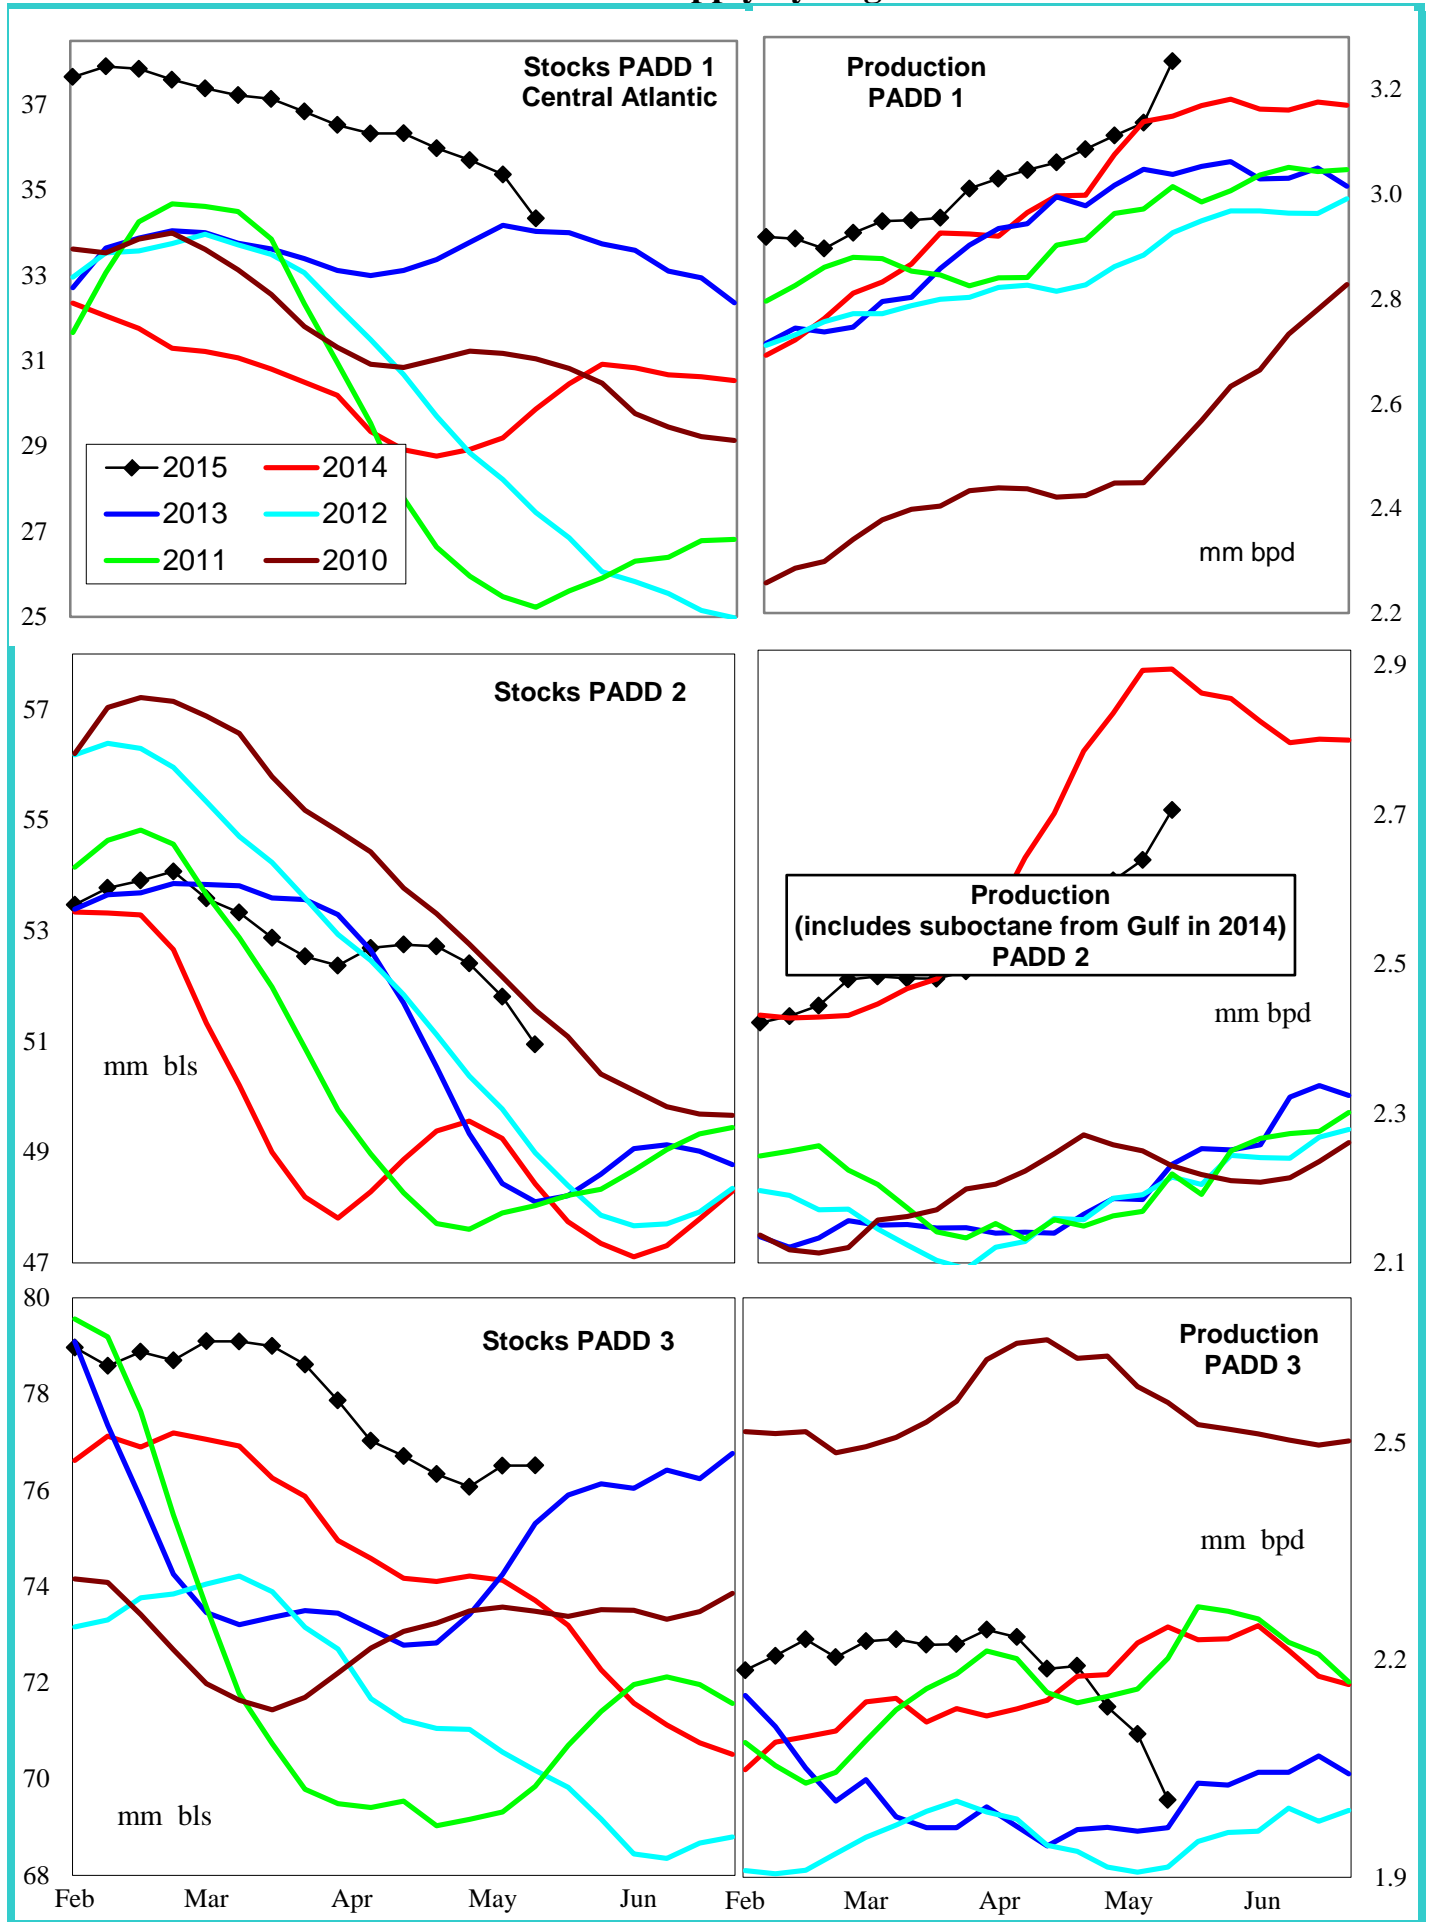 Stocks PADD 1
Central Atlantic
Production
PADD 1
37
35
33
31
29
27
25
3.2
3.0
2.8
2.6
2.4
2.2
2015
2014
2013
2012
2011
2010
mm bpd
Stocks PADD 2
57
55
53
51
49
47
mm bls
Production
(includes suboctane from Gulf in 2014)
PADD 2
mm bpd
2.9
2.7
2.5
2.3
2.1
Stocks PADD 3
80
78
76
74
72
70
68
mm bls
Production
PADD 3
mm bpd
2.5
2.2
1.9
Feb
Mar
Apr
May
Jun
Feb
Mar
Apr
May
Jun